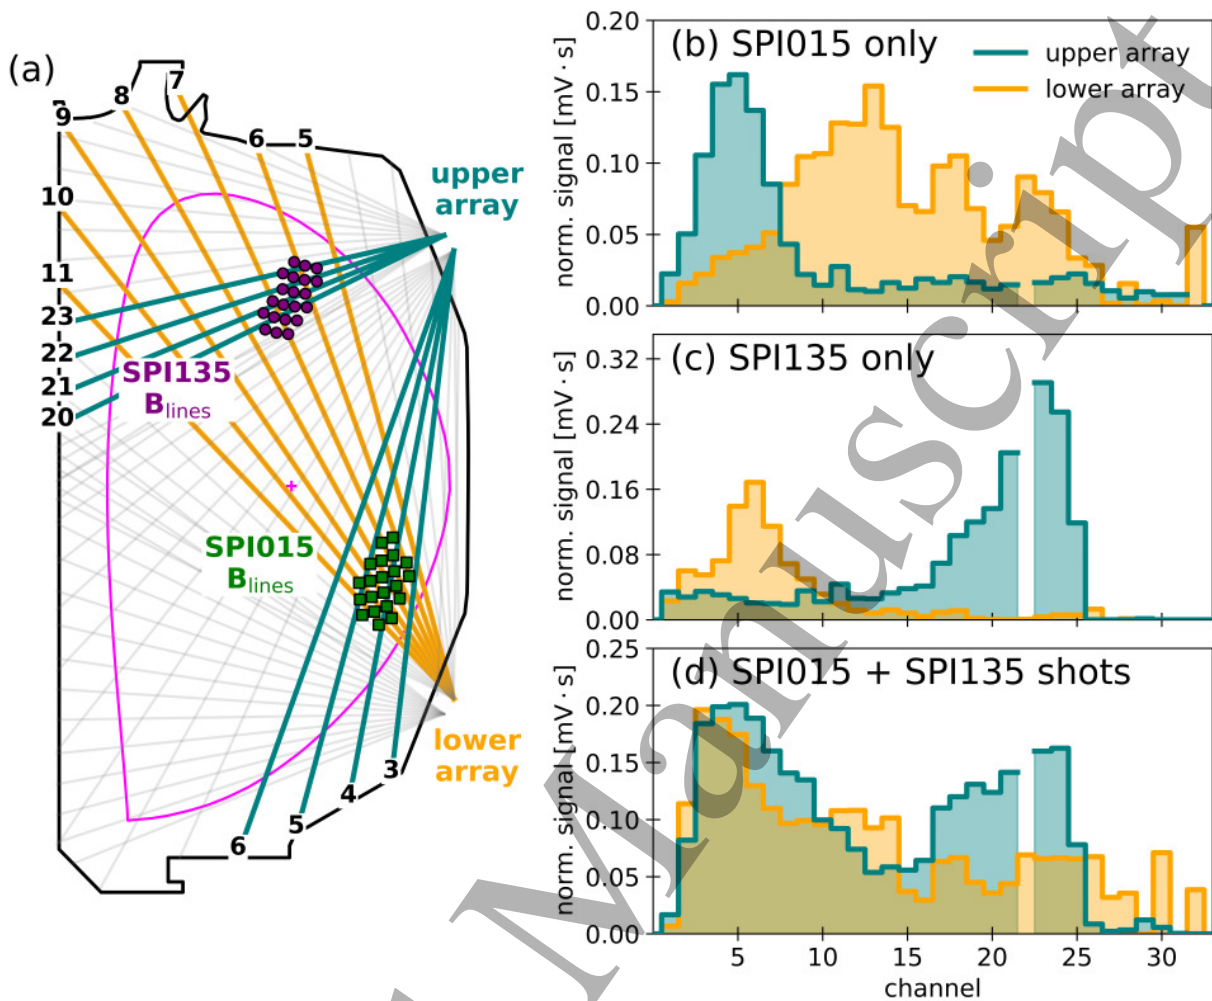 (a)
7
8
9
6
5
10
11
23
22
21
20
upper
array
SPI135
B_lines
SPI015
B_lines
lower
array
3
4
5
6
(b) SPI015 only
upper array
lower array
norm. signal [mV · s]
0.20
0.15
0.10
0.05
0.00
(c) SPI135 only
norm. signal [mV · s]
0.32
0.24
0.16
0.08
0.00
(d) SPI015 + SPI135 shots
norm. signal [mV · s]
0.25
0.20
0.15
0.10
0.05
0.00
5
10
15
20
25
30
channel
Manuscript